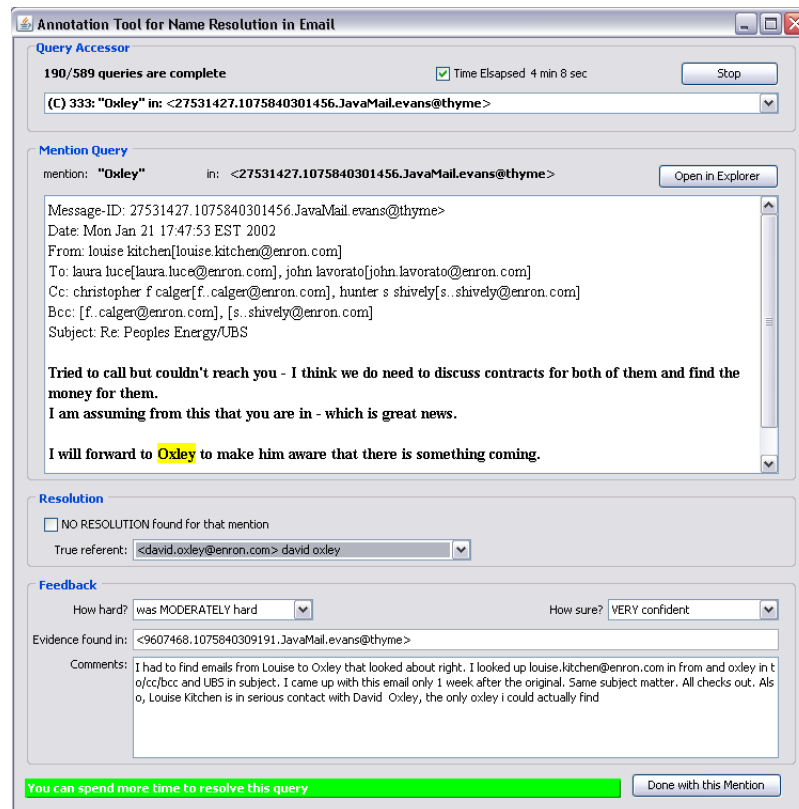 Annotation Tool for Name Resolution in Email
Query Accessor
190/589 queries are complete
Time Elapsed 4 min 8 sec
Stop
(C) 333: "Oxley" in: <27531427.1075840301456.JavaMail.evans@thyme>
Mention Query
mention: "Oxley" in: <27531427.1075840301456.JavaMail.evans@thyme>
Open in Explorer
Message-ID: 27531427.1075840301456.JavaMail.evans@thyme>
Date: Mon Jan 21 17:47:53 EST 2002
From: louise kitchen[louise.kitchen@enron.com]
To: laura luce[laura.luce@enron.com], john lavorato[john.lavorato@enron.com]
Cc: christopher f calger[f..calger@enron.com], hunter s shively[s..shively@enron.com]
Bcc: [f..calger@enron.com], [s..shively@enron.com]
Subject: Re: Peoples Energy/UBS
Tried to call but couldn't reach you - I think we do need to discuss contracts for both of them and find the
money for them.
I am assuming from this that you are in - which is great news.
I will forward to Oxley to make him aware that there is something coming.
Resolution
NO RESOLUTION found for that mention
True referent: <david.oxley@enron.com> david oxley
Feedback
How hard? was MODERATELY hard
How sure? VERY confident
Evidence found in: <9607468.1075840309191.JavaMail.evans@thyme>
Comments: I had to find emails from Louise to Oxley that looked about right. I looked up louise.kitchen@enron.com in from and oxley in t
o/cc/bcc and UBS in subject. I came up with this email only 1 week after the original. Same subject matter. All checks out. Als
o, Louise Kitchen is in serious contact with David  Oxley, the only oxley i could actually find
You can spend more time to resolve this query
Done with this Mention